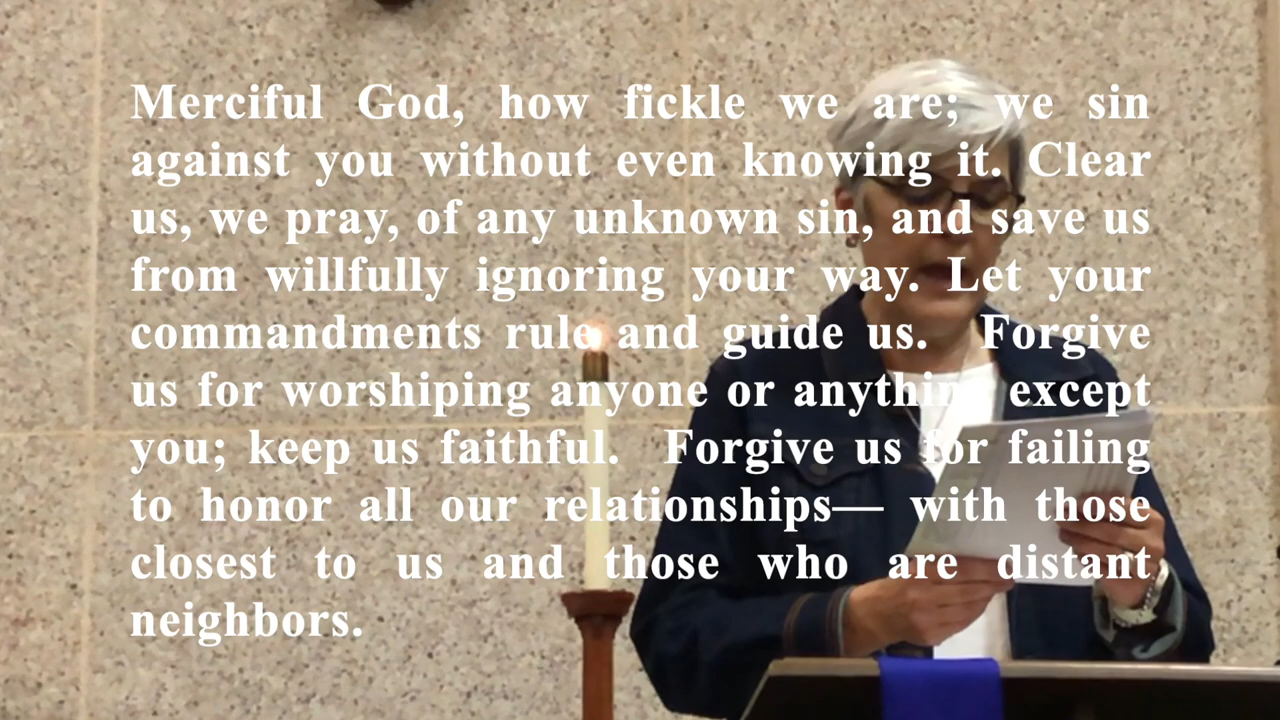 Merciful God, how fickle we are; we sin
against you without even knowing it. Clear
us, we pray, of any unknown sin, and save us
from willfully ignoring your way. Let your
commandments rule and guide us. Forgive
us for worshiping anyone or anything except
you; keep us faithful. Forgive us for failing
to honor all our relationships— with those
closest to us and those who are distant
neighbors.